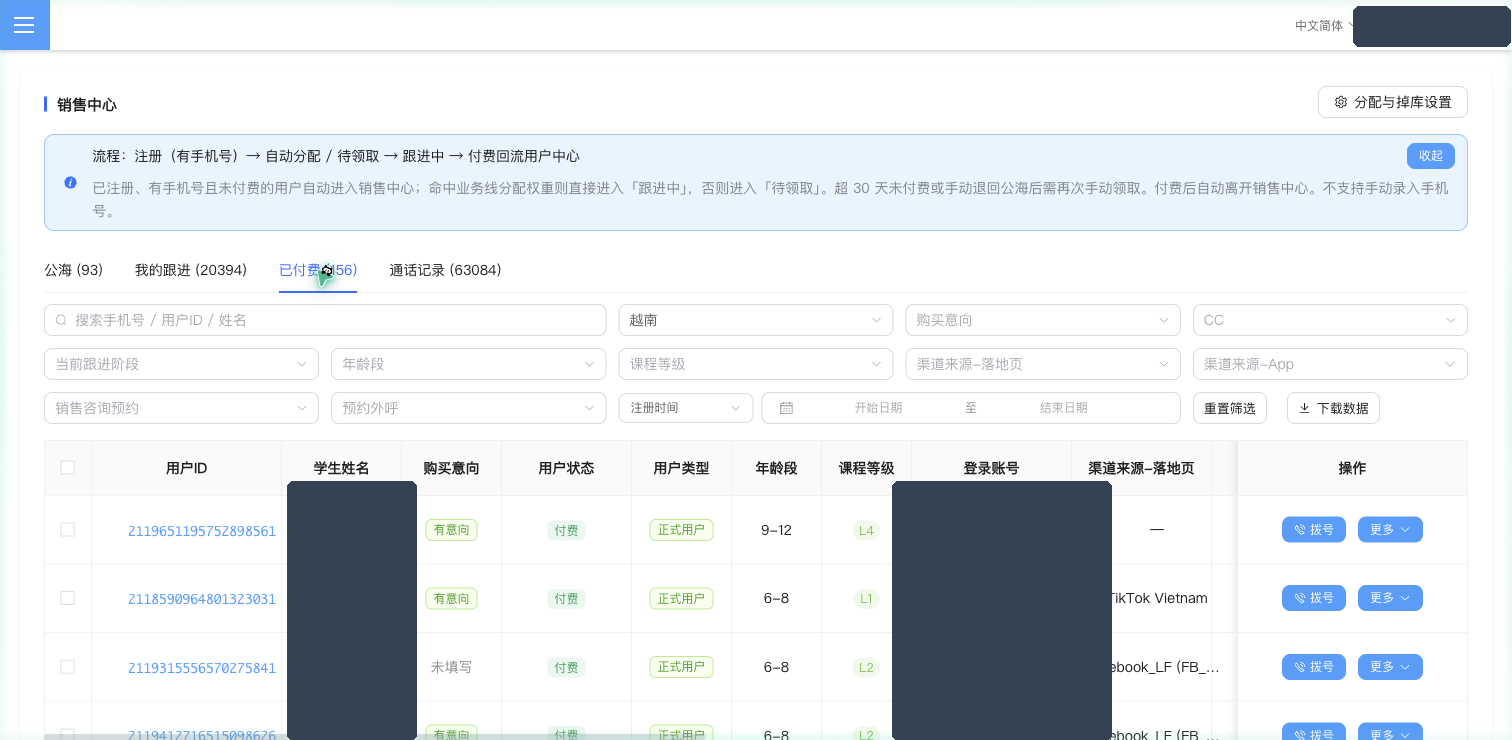 中文简体
销售中心
分配与掉库设置
流程：注册（有手机号）→ 自动分配 / 待领取 → 跟进中 → 付费回流用户中心
收起
已注册、有手机号且未付费的用户自动进入销售中心；命中业务线分配权重则直接进入「跟进中」，否则进入「待领取」。超 30 天未付费或手动退回公海后需再次手动领取。付费后自动离开销售中心。不支持手动录入手机
号。
公海 (93) 我的跟进 (20394) 已付费 通话记录 (63084)
搜索手机号 / 用户ID / 姓名 越南 购买意向 CC
当前跟进阶段 年龄段 课程等级 渠道来源-落地页 渠道来源-App
销售咨询预约 预约外呼 注册时间 开始日期 至 结束日期 重置筛选 下载数据
用户ID 学生姓名 购买意向 用户状态 用户类型 年龄段 课程等级 登录账号 渠道来源-落地页 操作
2119651195752898561 有意向 付费 正式用户 9-12 L4 — 拨号 更多
2118590964801323031 有意向 付费 正式用户 6-8 L1 TikTok Vietnam 拨号 更多
2119315556570275841 未填写 付费 正式用户 6-8 L2 ebook_LF (FB_... 拨号 更多
2119412716515098626 有意向 付费 正式用户 6-8 L2 ebook_LF (FB_... 拨号 更多